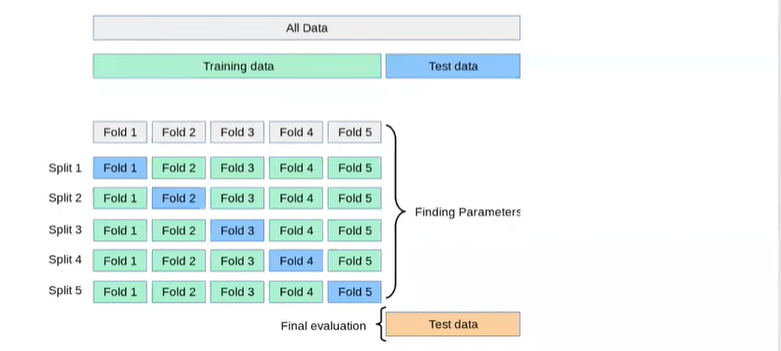 All Data
Training data Test data
Fold 1 Fold 2 Fold 3 Fold 4 Fold 5
Split 1 Fold 1 Fold 2 Fold 3 Fold 4 Fold 5
Split 2 Fold 1 Fold 2 Fold 3 Fold 4 Fold 5
Finding Parameters
Split 3 Fold 1 Fold 2 Fold 3 Fold 4 Fold 5
Split 4 Fold 1 Fold 2 Fold 3 Fold 4 Fold 5
Split 5 Fold 1 Fold 2 Fold 3 Fold 4 Fold 5
Final evaluation Test data